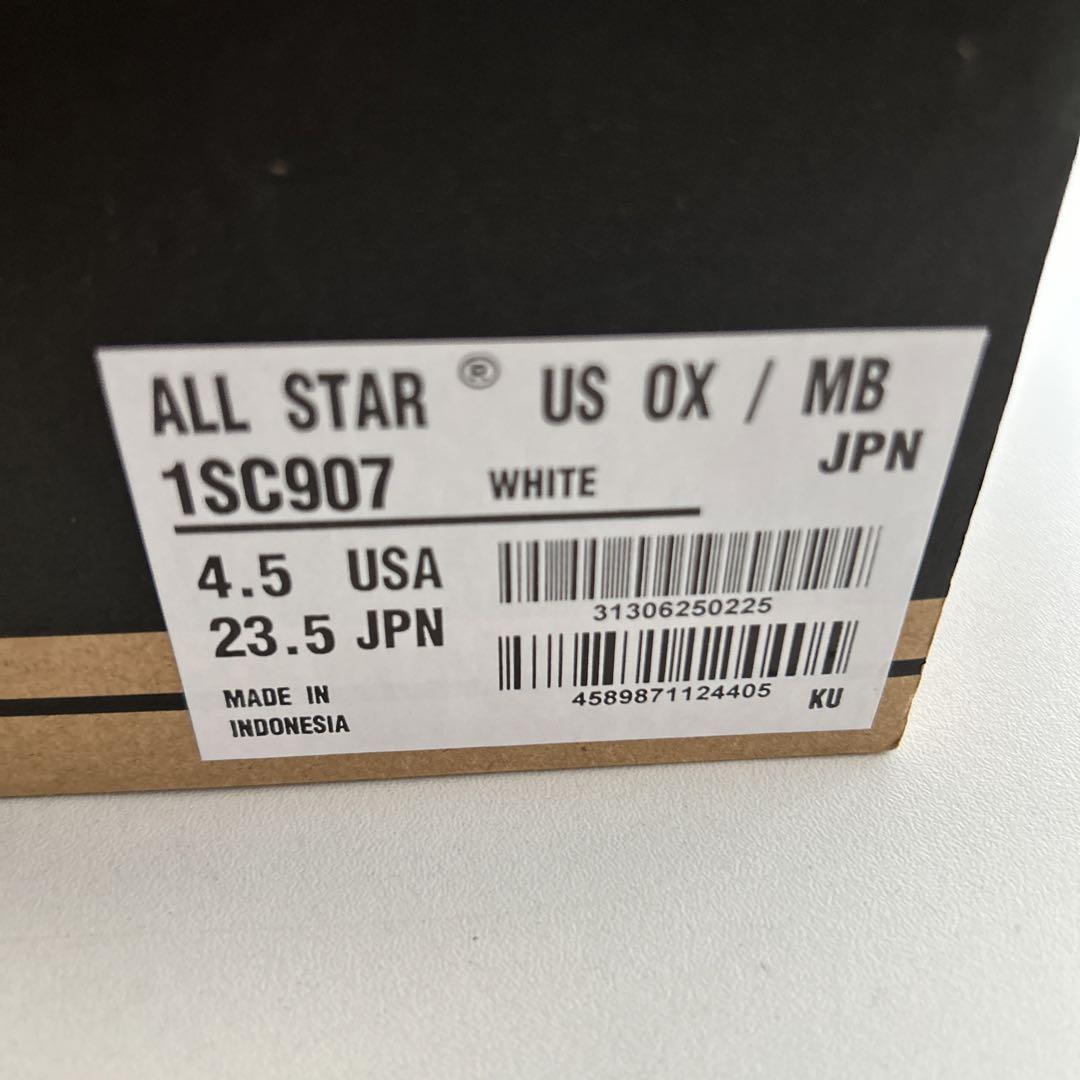 ALL STAR ® US OX / MB
JPN
1SC907 WHITE
4.5 USA
23.5 JPN
31306250225
4589871124405
MADE IN
INDONESIA
KU